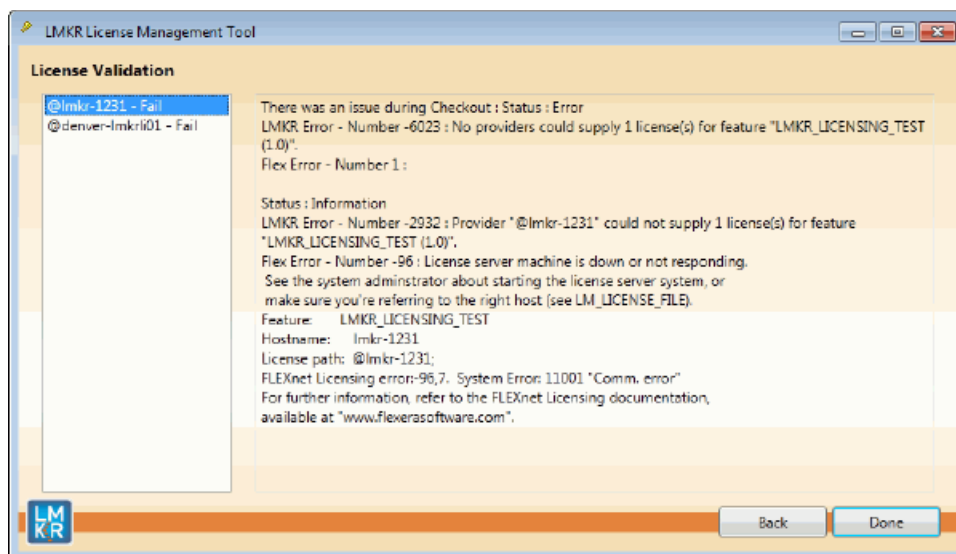 LMKR License Management Tool
License Validation
@lmkr-1231 - Fail
@denver-lmkrli01 - Fail
There was an issue during Checkout : Status : Error
LMKR Error - Number -6023 : No providers could supply 1 license(s) for feature "LMKR_LICENSING_TEST
(1.0)".
Flex Error - Number 1 :
Status : Information
LMKR Error - Number -2932 : Provider "@lmkr-1231" could not supply 1 license(s) for feature
"LMKR_LICENSING_TEST (1.0)".
Flex Error - Number -96 : License server machine is down or not responding.
See the system adminstrator about starting the license server system, or
make sure you're referring to the right host (see LM_LICENSE_FILE).
Feature: LMKR_LICENSING_TEST
Hostname: lmkr-1231
License path: @lmkr-1231;
FLEXnet Licensing error:-96,7. System Error: 11001 "Comm. error"
For further information, refer to the FLEXnet Licensing documentation,
available at "www.flexerasoftware.com".
LM
KR
Back
Done